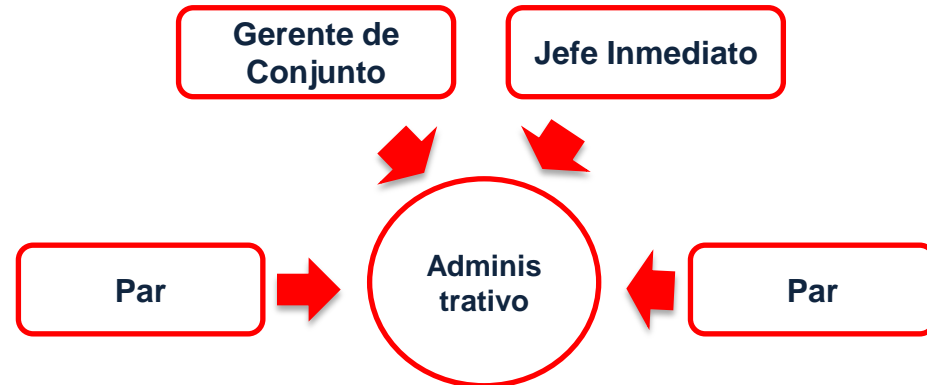 Gerente de
Conjunto
Jefe Inmediato
Par
Adminis
trativo
Par